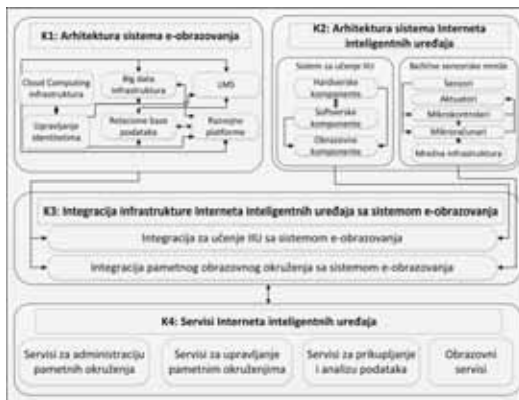 K1: Arhitektura sistema e-obrazovanja
Cloud Computing
infrastruktura
Big data
infrastruktura
LMS
Upravljanje
identitetima
Relacione baze
podataka
Razvojne
platforme
K2: Arhitektura sistema Interneta
inteligentnih uređaja
Sistem za učenje IIU
Hardverske
komponente
Softverske
komponente
Obrazovne
komponente
Bežične senzorske mreže
Senzori
Aktuatori
Mikrokontroleri
Mikroračunari
Mrežna infrastruktura
K3: Integracija infrastrukture Interneta inteligentnih uređaja sa sistemom e-obrazovanja
Integracija za učenje IIU sa sistemom e-obrazovanja
Integracija pametnog obrazovnog okruženja sa sistemom e-obrazovanja
K4: Servisi Interneta inteligentnih uređaja
Servisi za administraciju
pametnih okruženja
Servisi za upravljanje
pametnim okruženjima
Servisi za prikupljanje
i analizu podataka
Obrazovni
servisi